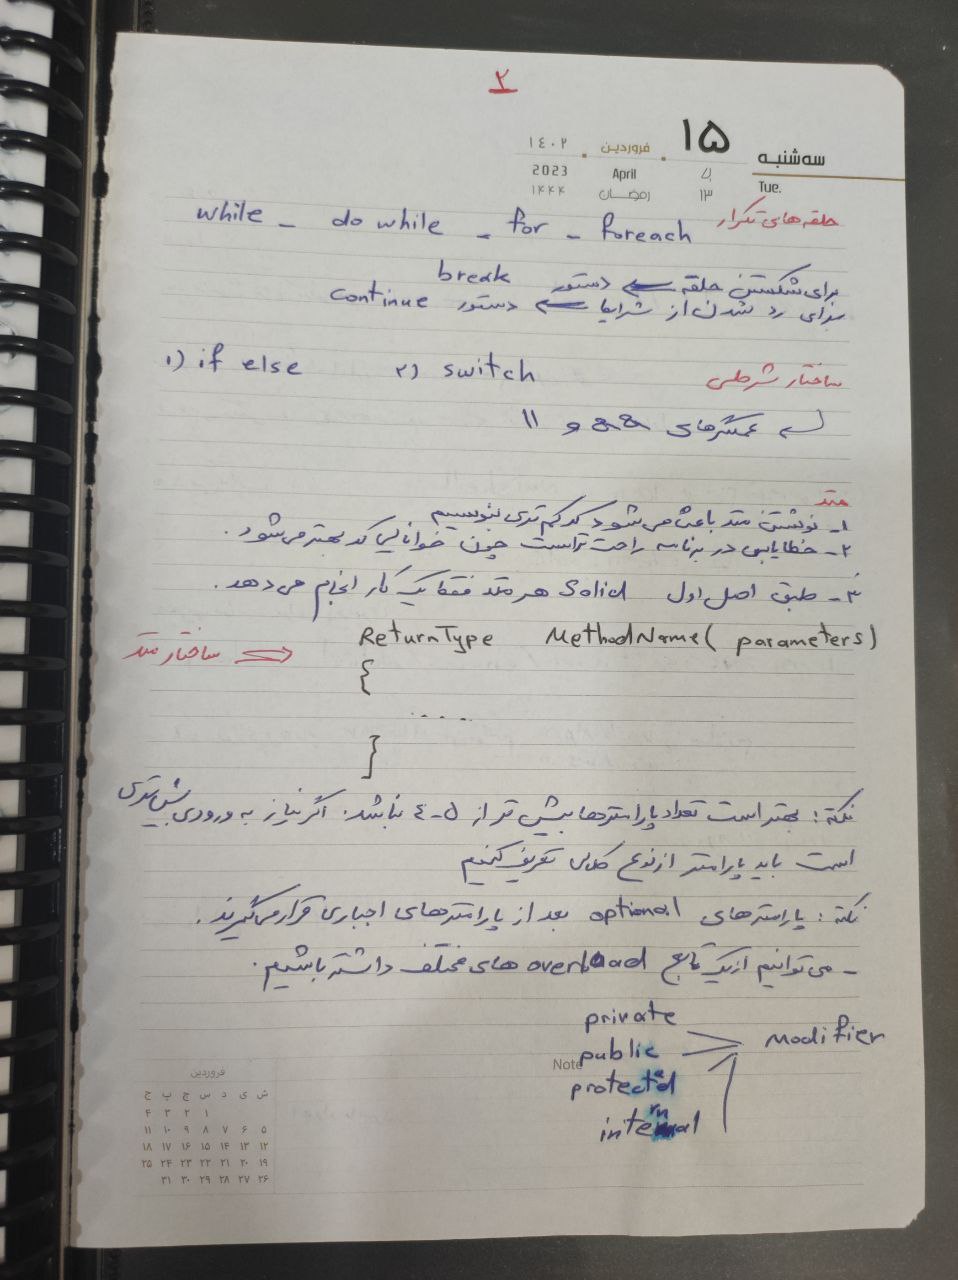 ۲
سه‌شنبه ۱۵ فروردین ۱۴۰۲
Tue. 4 April 2023
۱۳ رمضان ۱۴۴۴
حلقه‌های تکرار while - do while - for - foreach
برای شکستن حلقه ⇐ دستور break
برای رد شدن از شرایط ⇐ دستور continue
ساختار شرطی ۱) if else ۲) switch
عملگرهای && و ||
متد
۱- نوشتن متد باعث می‌شود کد کم‌تری بنویسیم
۲- خطایابی در برنامه راحت تر است چون خوانایی کد بهتر می‌شود.
۳- طبق اصل اول Solid هر متد فقط یک کار انجام می‌دهد.
ReturnType MethodName( parameters)
ساختار متد ⇒
{
....
}
نکته: بهتر است تعداد پارامترها بیش‌تر از ۵-۴ نباشد. اگر نیاز به ورودی بیش‌تری
است باید پارامتر از نوع کلاس تعریف کنیم
نکته: پارامترهای optional بعد از پارامترهای اجباری قرار می‌گیرند.
- می‌توانیم از یک تابع overload های مختلف داشته باشیم.
private
public
protected
internal
Modifier
Note
فروردین
ش ی د س چ پ ج
۱ ۲ ۳ ۴
۵ ۶ ۷ ۸ ۹ ۱۰ ۱۱
۱۲ ۱۳ ۱۴ ۱۵ ۱۶ ۱۷ ۱۸
۱۹ ۲۰ ۲۱ ۲۲ ۲۳ ۲۴ ۲۵
۲۶ ۲۷ ۲۸ ۲۹ ۳۰ ۳۱